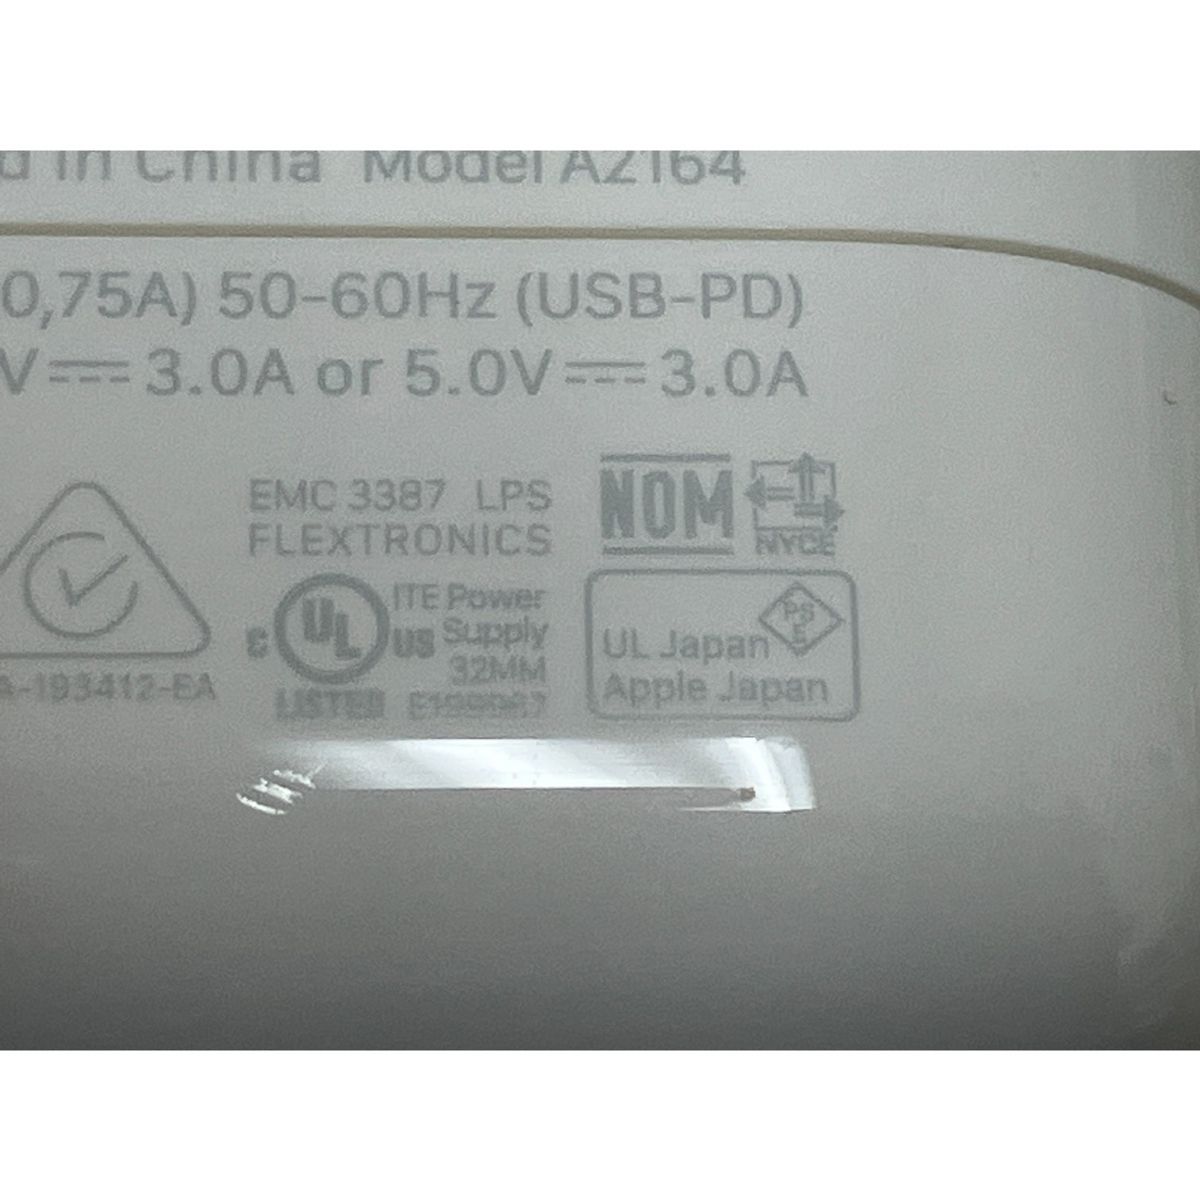 d in China Model A2164
0,75A) 50-60Hz (USB-PD)
V⎓3.0A or 5.0V⎓3.0A
EMC 3387 LPS
FLEXTRONICS
NOM
NYCE
C UL US
ITE Power
Supply
32MM
LISTED
PSE
UL Japan
Apple Japan
A-193412-EA